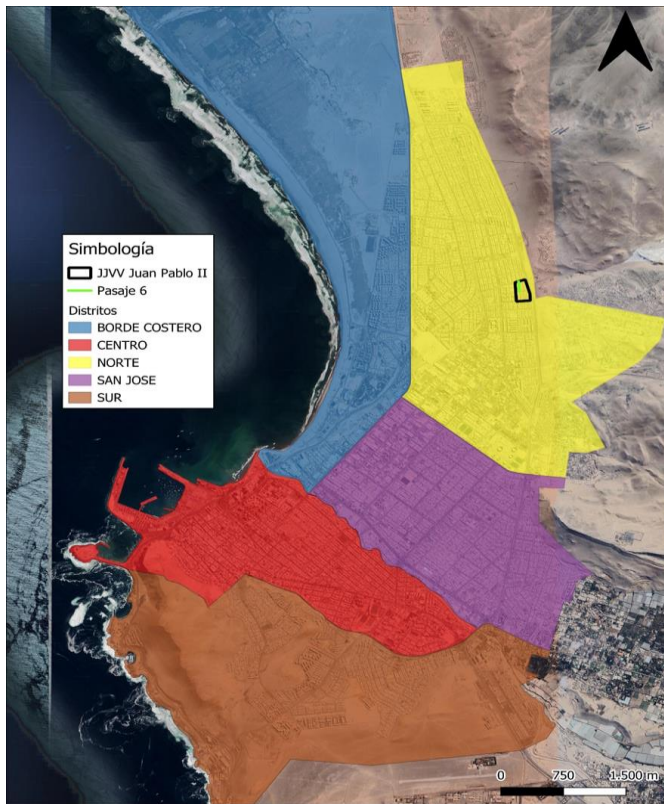 Simbología
JJVV Juan Pablo II
Pasaje 6
Distritos
BORDE COSTERO
CENTRO
NORTE
SAN JOSE
SUR
0 750 1.500 m